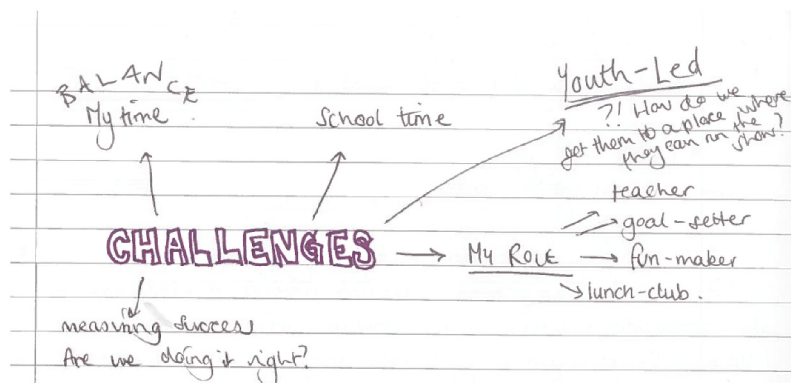 BALANCE
My time
School time
Youth-Led
?! How do we
get them to a place where
they can run the show?
CHALLENGES
MY ROLE
teacher
goal-setter
fun-maker
lunch-club.
measuring success
Are we doing it right?